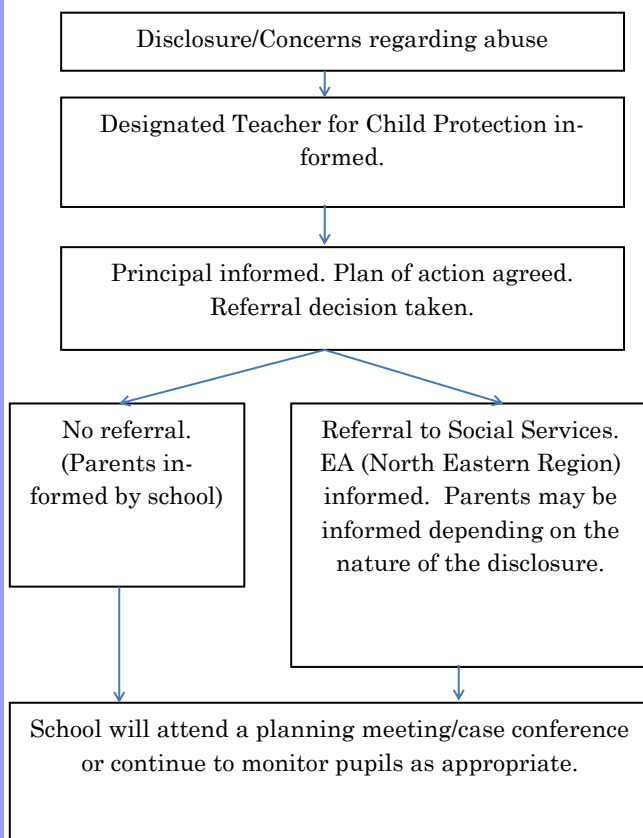 Disclosure/Concerns regarding abuse
Designated Teacher for Child Protection in-
formed.
Principal informed. Plan of action agreed.
Referral decision taken.
No referral.
(Parents in-
formed by school)
Referral to Social Services.
EA (North Eastern Region)
informed.  Parents may be
informed depending on the
nature of the disclosure.
School will attend a planning meeting/case conference
or continue to monitor pupils as appropriate.